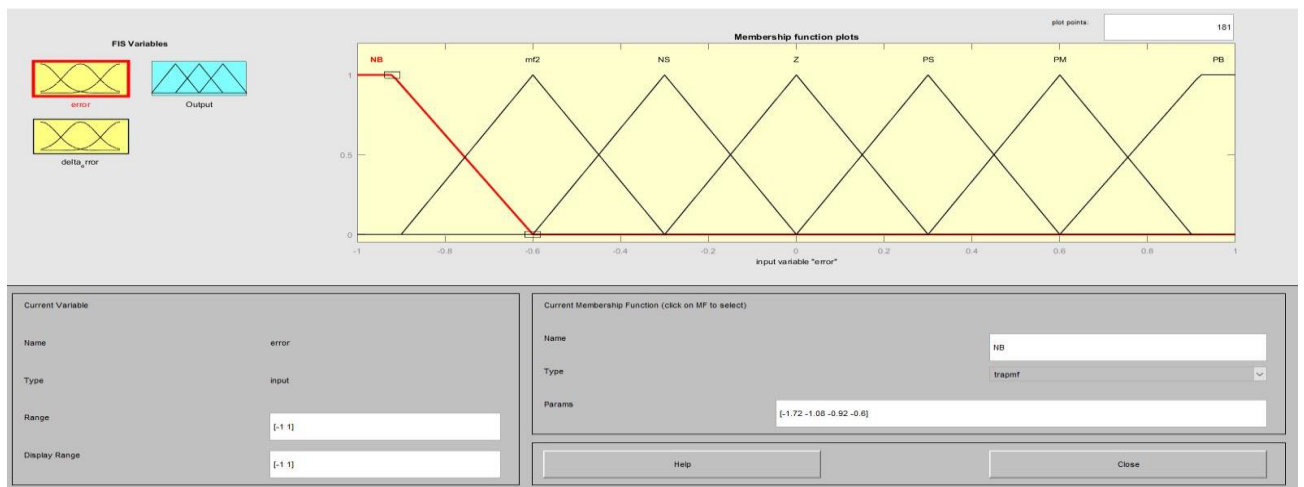 plot points:
181
FIS Variables
Membership function plots
NB mf2 NS Z PS PM PB
1
0.5
0
error
Output
delta_error
-1 -0.8 -0.6 -0.4 -0.2 0 0.2 0.4 0.6 0.8 1
input variable "error"
Current Variable
Name error
Type input
Range [-1 1]
Display Range [-1 1]
Current Membership Function (click on MF to select)
Name NB
Type trapmf
Params [-1.72 -1.08 -0.92 -0.6]
Help Close